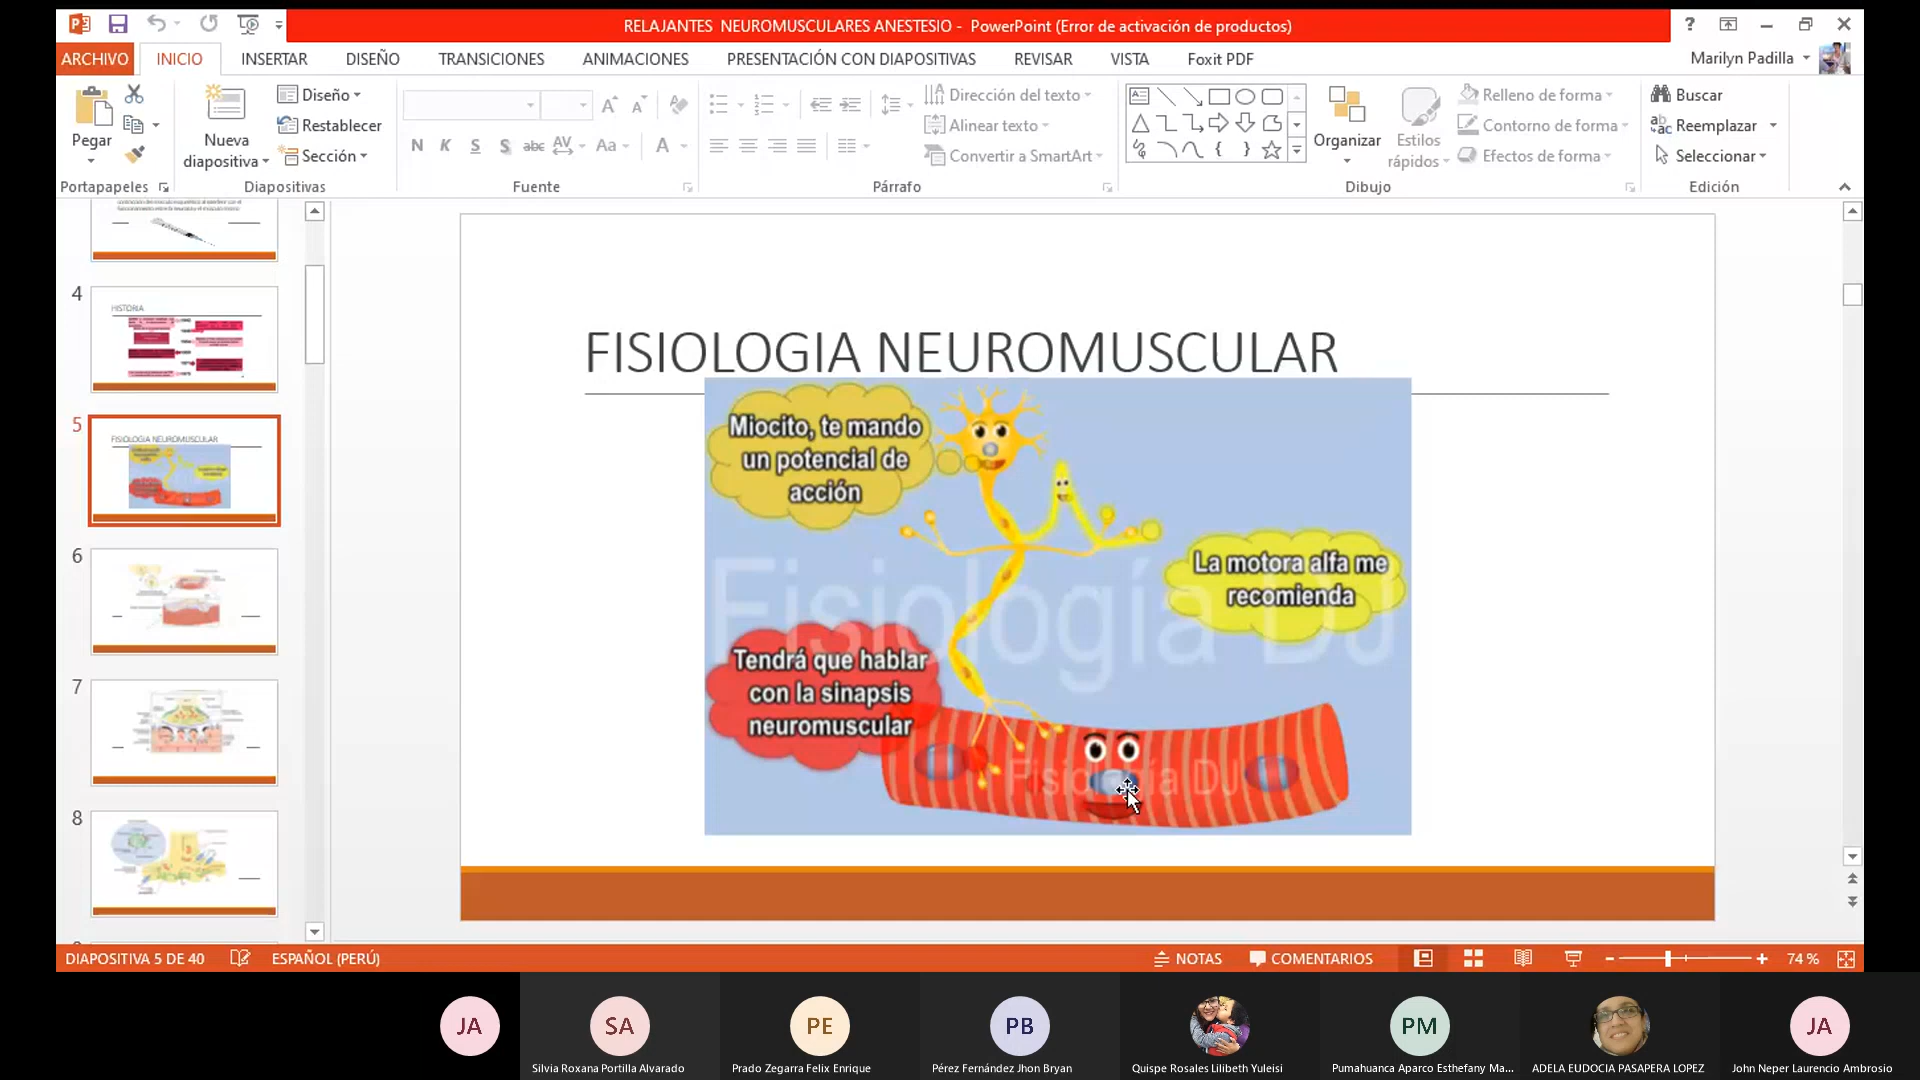 RELAJANTES NEUROMUSCULARES ANESTESIO - PowerPoint (Error de activación de productos)
ARCHIVO INICIO INSERTAR DISEÑO TRANSICIONES ANIMACIONES PRESENTACIÓN CON DIAPOSITIVAS REVISAR VISTA Foxit PDF Marilyn Padilla
Pegar
Nueva diapositiva
Diseño
Restablecer
Sección
N K S S abc AV Aa A
Dirección del texto
Alinear texto
Convertir a SmartArt
Organizar
Estilos rápidos
Relleno de forma
Contorno de forma
Efectos de forma
Buscar
Reemplazar
Seleccionar
Portapapeles Diapositivas Fuente Párrafo Dibujo Edición
4
HISTORIA
5
FISIOLOGIA NEUROMUSCULAR
6
7
8
FISIOLOGIA NEUROMUSCULAR
Miocito, te mando
un potencial de
acción
La motora alfa me
recomienda
Fisiología DJ
Tendrá que hablar
con la sinapsis
neuromuscular
Fisiología DJ
DIAPOSITIVA 5 DE 40 ESPAÑOL (PERÚ) NOTAS COMENTARIOS 74 %
JA SA PE PB PM JA
Silvia Roxana Portilla Alvarado Prado Zegarra Felix Enrique Pérez Fernández Jhon Bryan Quispe Rosales Lilibeth Yuleisi Pumahuanca Aparco Esthefany Ma... ADELA EUDOCIA PASAPERA LOPEZ John Neper Laurencio Ambrosio